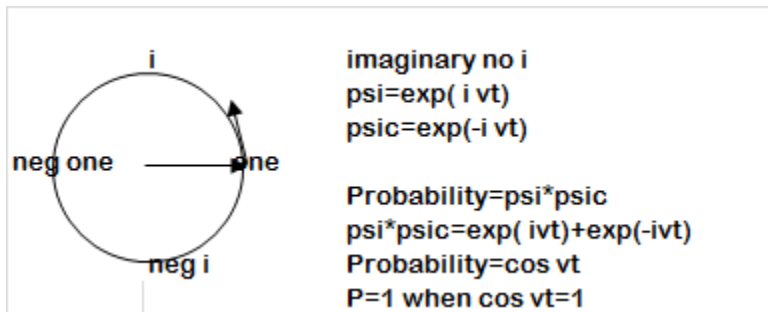 i
neg one
one
neg i
imaginary no i
psi=exp( i vt)
psic=exp(-i vt)
Probability=psi*psic
psi*psic=exp( ivt)+exp(-ivt)
Probability=cos vt
P=1 when cos vt=1